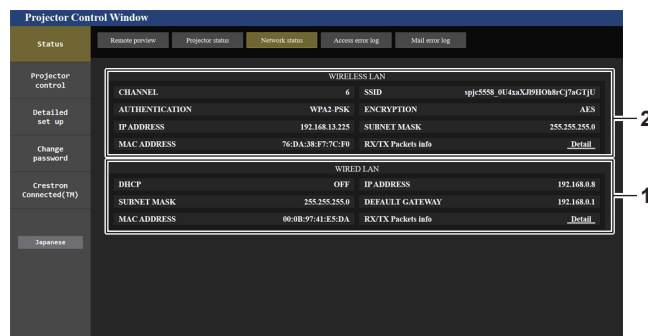 Projector Control Window
Status
Remote preview Projector status Network status Access error log Mail error log
Projector
control
Detailed
set up
Change
password
Crestron
Connected(TM)
Japanese
WIRELESS LAN
CHANNEL 6 SSID spjc5558_0U4xaXJl9HOh8rCj7aGTjU
AUTHENTICATION WPA2-PSK ENCRYPTION AES
IP ADDRESS 192.168.13.225 SUBNET MASK 255.255.255.0
MAC ADDRESS 76:DA:38:F7:7C:F0 RX/TX Packets info Detail
2
WIRED LAN
DHCP OFF IP ADDRESS 192.168.0.8
SUBNET MASK 255.255.255.0 DEFAULT GATEWAY 192.168.0.1
MAC ADDRESS 00:0B:97:41:E5:DA RX/TX Packets info Detail
1